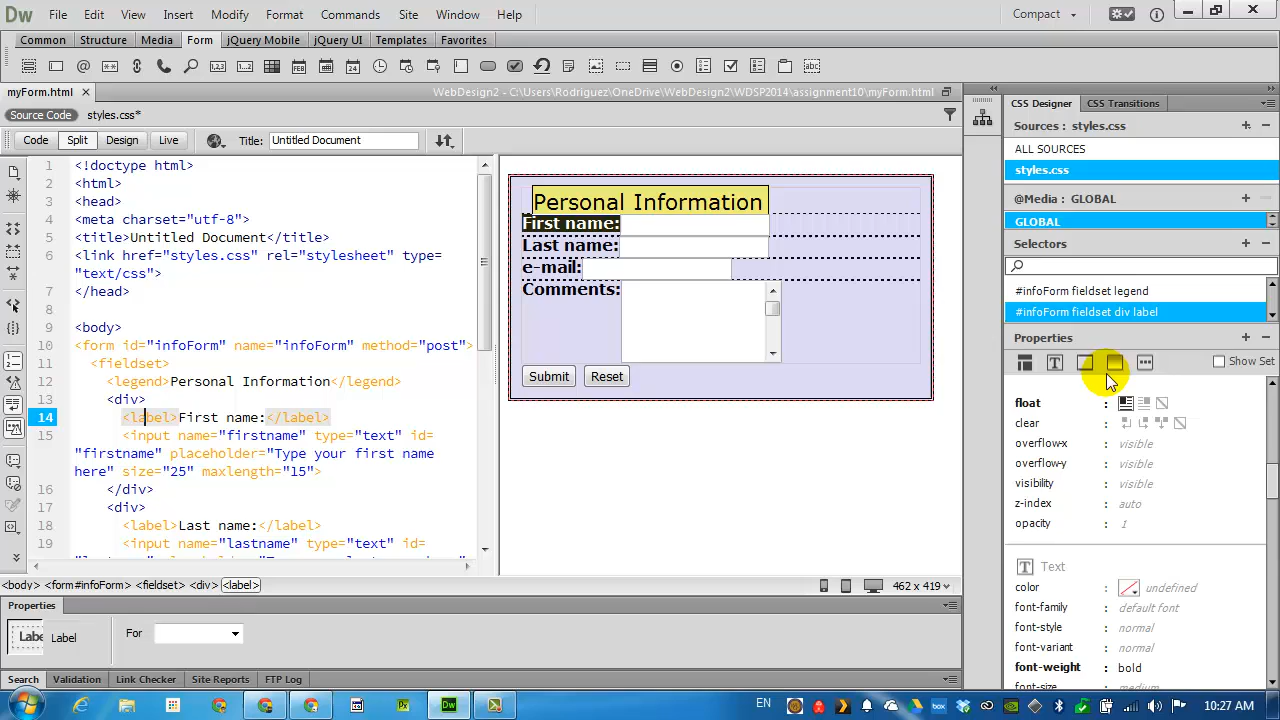 Dw File Edit View Insert Modify Format Commands Site Window Help Compact
Common Structure Media Form jQuery Mobile jQuery UI Templates Favorites
myForm.html WebDesign2 - C:\Users\Rodriguez\OneDrive\WebDesign2\WDSP2014\assignment10\myForm.html
Source Code styles.css*
Code Split Design Live Title: Untitled Document
1 <!doctype html>
2 <html>
3 <head>
4 <meta charset="utf-8">
5 <title>Untitled Document</title>
6 <link href="styles.css" rel="stylesheet" type=
"text/css">
7 </head>
8
9 <body>
10 <form id="infoForm" name="infoForm" method="post">
11 <fieldset>
12 <legend>Personal Information</legend>
13 <div>
14 <label>First name:</label>
15 <input name="firstname" type="text" id=
"firstname" placeholder="Type your first name
here" size="25" maxlength="15">
16 </div>
17 <div>
18 <label>Last name:</label>
19 <input name="lastname" type="text" id=
Personal Information
First name:
Last name:
e-mail:
Comments:
Submit Reset
<body> <form#infoForm> <fieldset> <div> <label> 462 x 419
Properties
Label Label For
Search Validation Link Checker Site Reports FTP Log
CSS Designer CSS Transitions
Sources : styles.css
ALL SOURCES
styles.css
@Media : GLOBAL
GLOBAL
Selectors
#infoForm fieldset legend
#infoForm fieldset div label
Properties
Show Set
float :
clear :
overflow-x : visible
overflow-y : visible
visibility : visible
z-index : auto
opacity : 1
T Text
color : undefined
font-family : default font
font-style : normal
font-variant : normal
font-weight : bold
font-size : medium
EN 10:27 AM